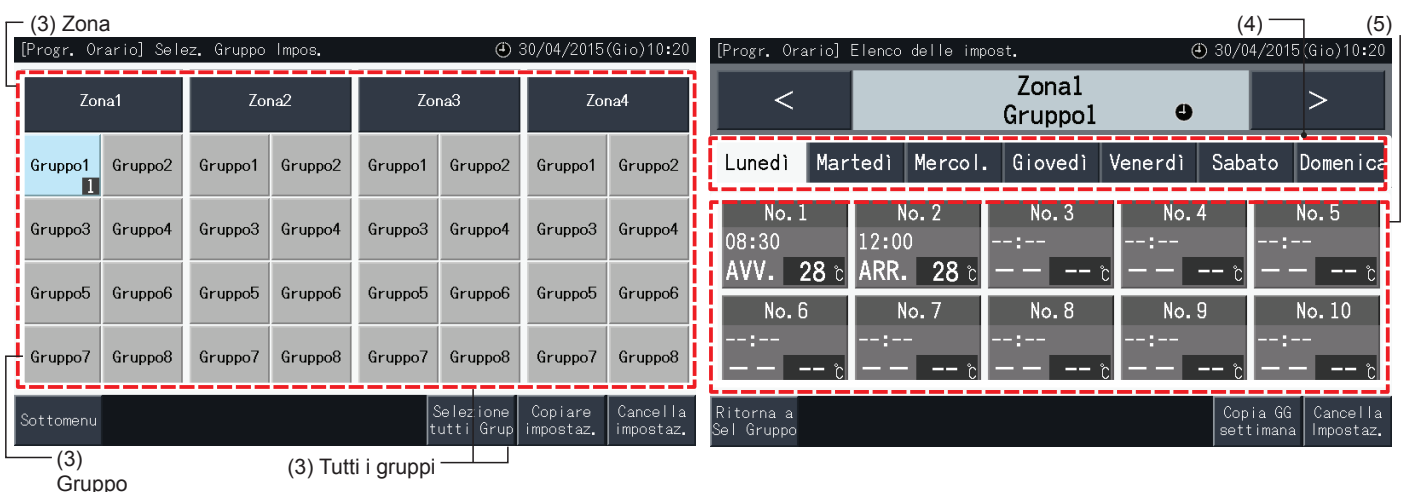 (3) Zona
[Progr. Orario] Selez. Gruppo Impos. 30/04/2015(Gio)10:20
Zona1 Zona2 Zona3 Zona4
Gruppo1 Gruppo2 Gruppo1 Gruppo2 Gruppo1 Gruppo2 Gruppo1 Gruppo2
1
Gruppo3 Gruppo4 Gruppo3 Gruppo4 Gruppo3 Gruppo4 Gruppo3 Gruppo4
Gruppo5 Gruppo6 Gruppo5 Gruppo6 Gruppo5 Gruppo6 Gruppo5 Gruppo6
Gruppo7 Gruppo8 Gruppo7 Gruppo8 Gruppo7 Gruppo8 Gruppo7 Gruppo8
Sottomenu
Selezione
tutti Grup
Copiare
impostaz.
Cancella
impostaz.
(3)
Gruppo
(3) Tutti i gruppi
(4) (5)
[Progr. Orario] Elenco delle impost. 30/04/2015(Gio)10:20
< Zona1 >
Gruppo1
Lunedì Martedì Mercol. Giovedì Venerdì Sabato Domenica
No.1 No.2 No.3 No.4 No.5
08:30 12:00 --:-- --:-- --:--
AVV. 28℃ ARR. 28℃ -- --℃ -- --℃ -- --℃
No.6 No.7 No.8 No.9 No.10
--:-- --:-- --:-- --:-- --:--
-- --℃ -- --℃ -- --℃ -- --℃ -- --℃
Ritorna a
Sel Gruppo
Copia GG
settimana
Cancella
Impostaz.